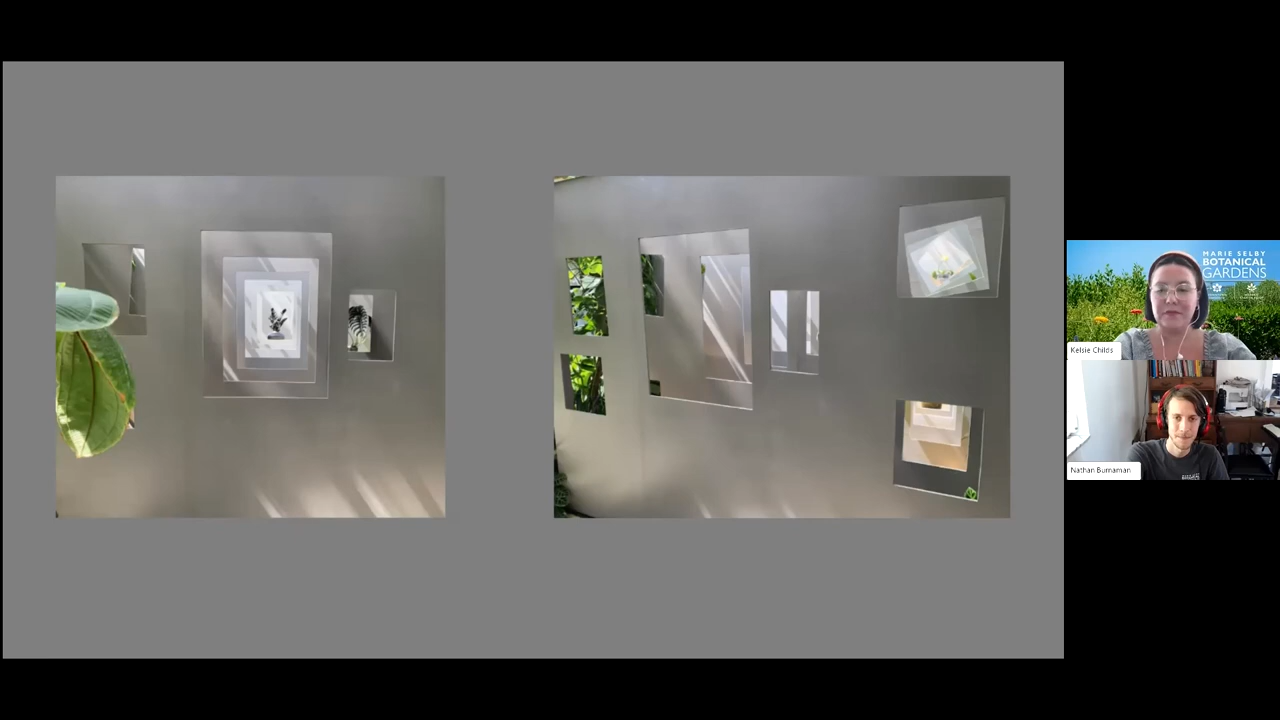 MARIE SELBY
BOTANICAL
GARDENS
Kelsie Childs
Nathan Burnaman